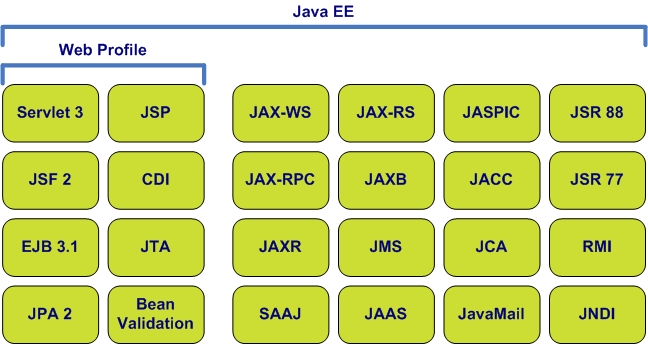 Java EE
Web Profile
Servlet 3
JSP
JAX-WS
JAX-RS
JASPIC
JSR 88
JSF 2
CDI
JAX-RPC
JAXB
JACC
JSR 77
EJB 3.1
JTA
JAXR
JMS
JCA
RMI
JPA 2
Bean
Validation
SAAJ
JAAS
JavaMail
JNDI